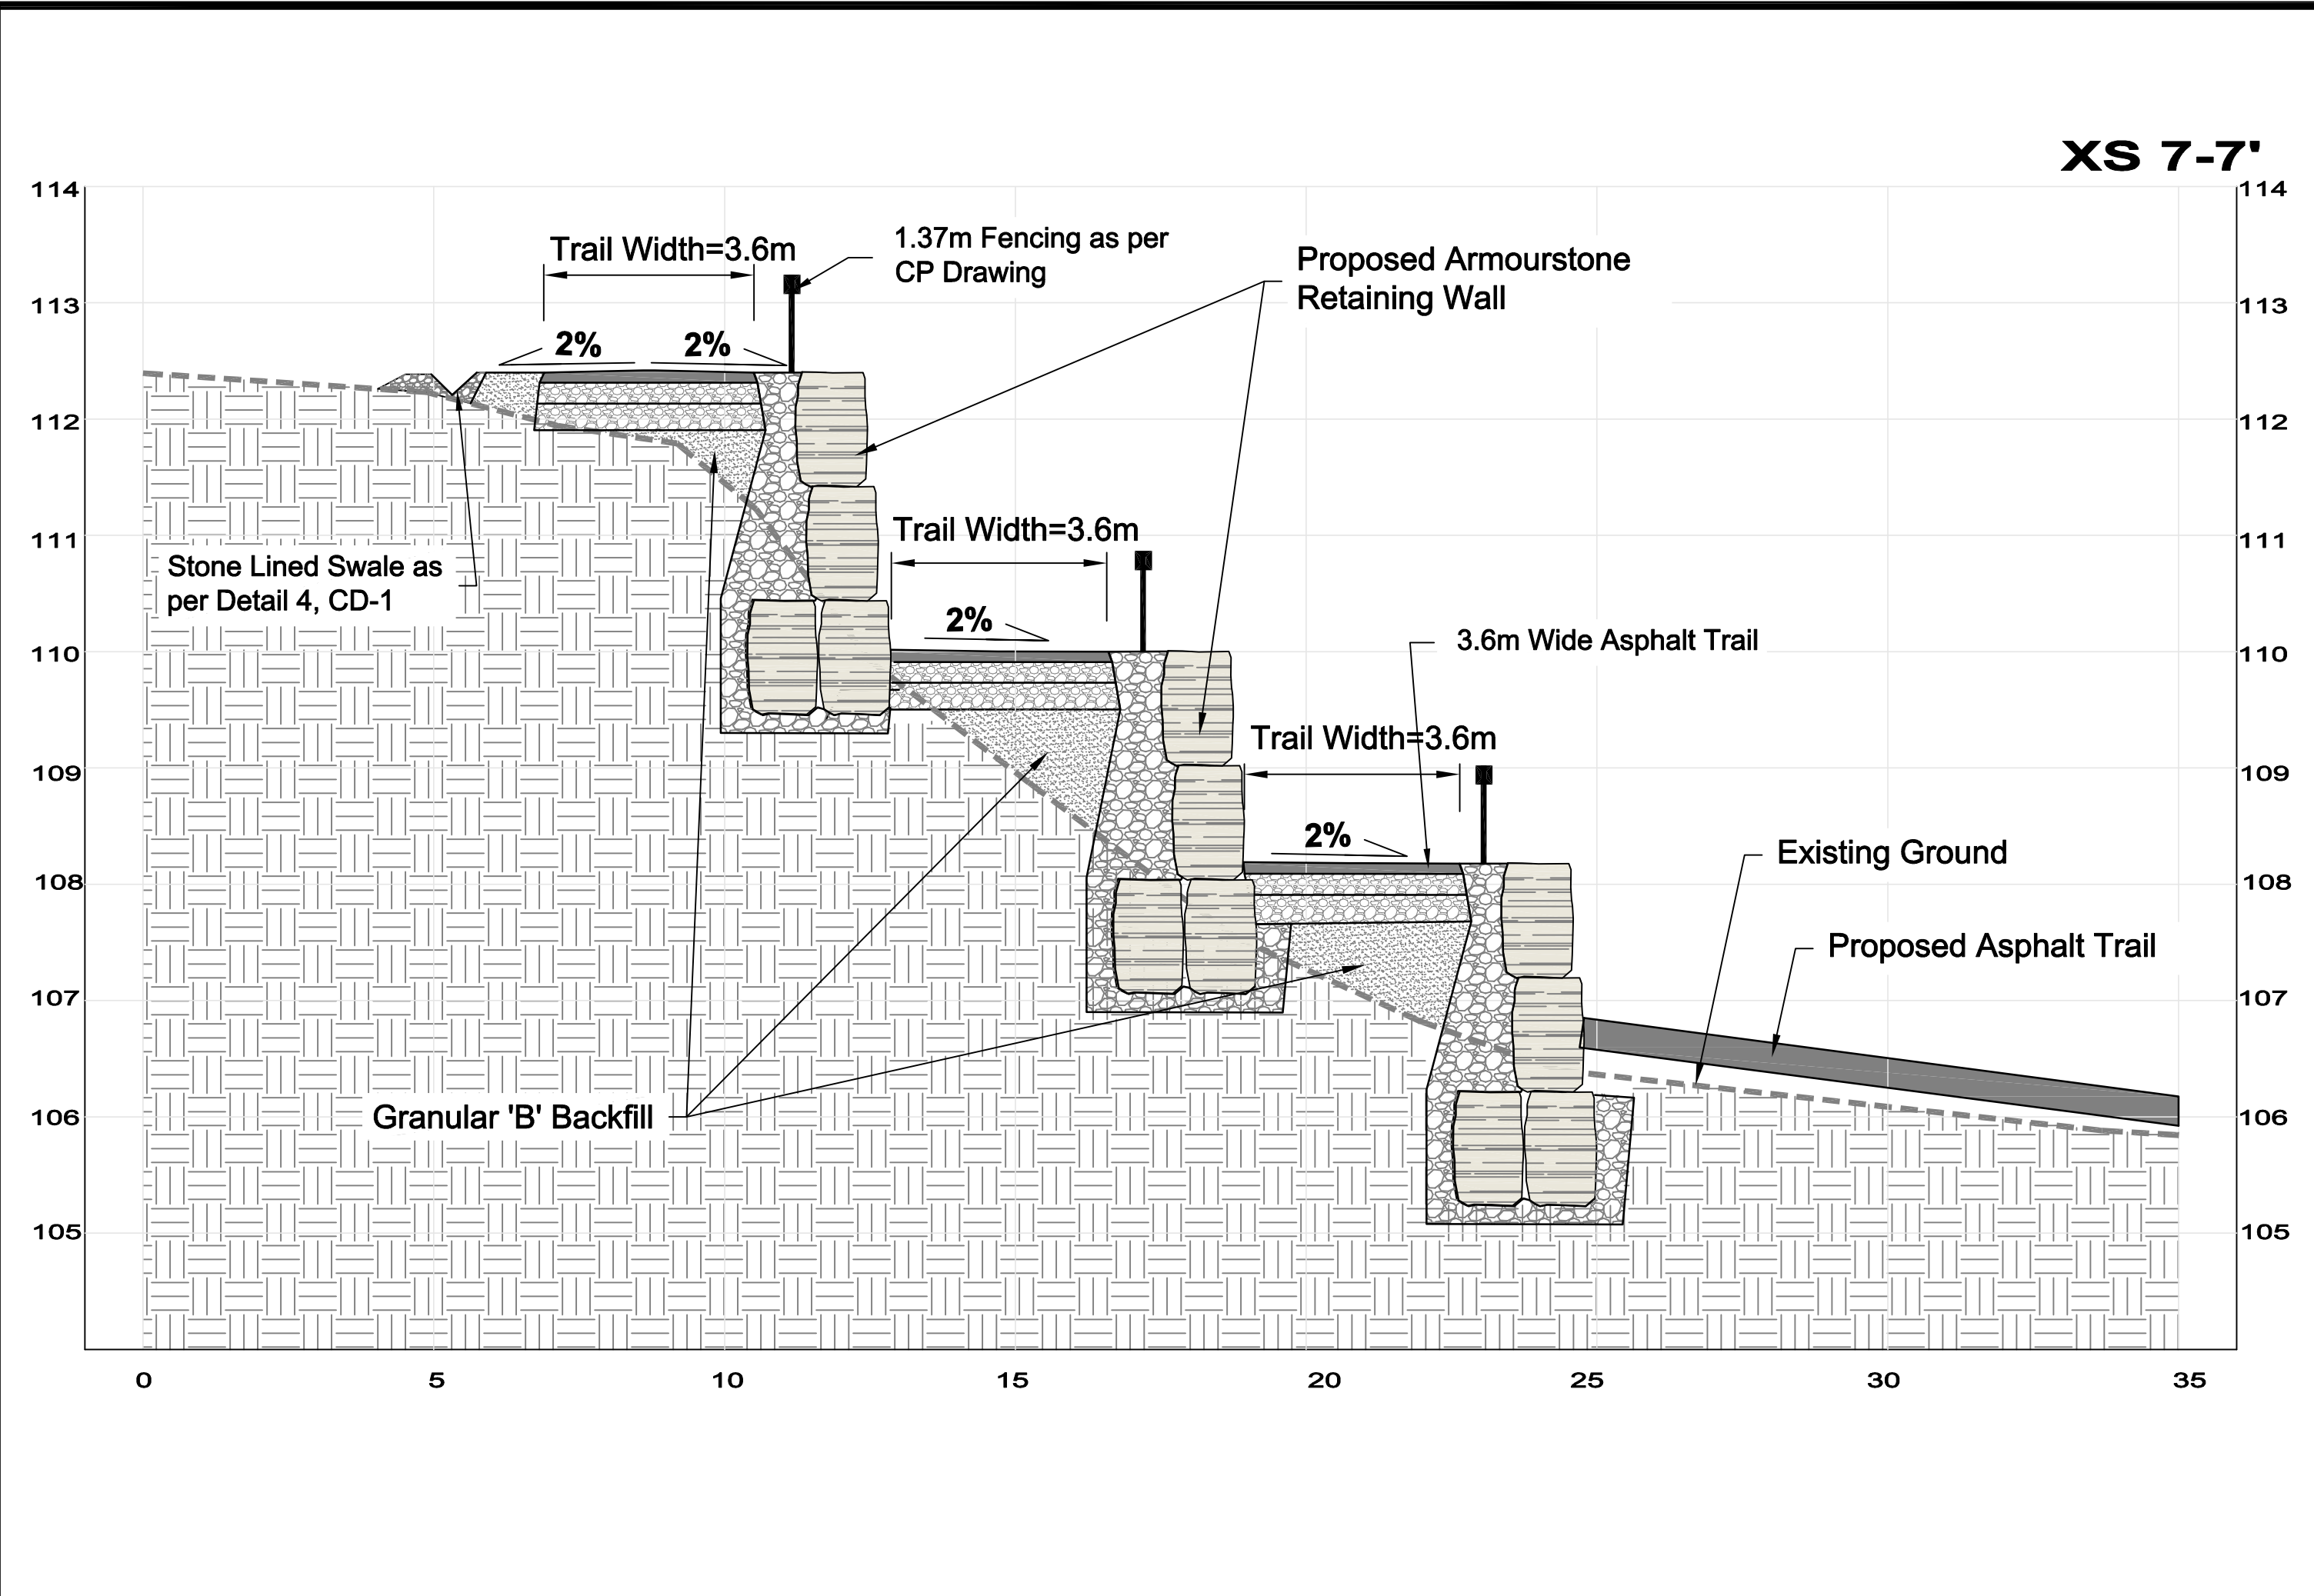 XS 7-7'
114
114
Trail Width=3.6m
1.37m Fencing as per
CP Drawing
Proposed Armourstone
Retaining Wall
113
113
2%
2%
112
112
Trail Width=3.6m
111
111
Stone Lined Swale as
per Detail 4, CD-1
2%
3.6m Wide Asphalt Trail
110
110
Trail Width=3.6m
109
109
2%
Existing Ground
108
108
Proposed Asphalt Trail
107
107
Granular 'B' Backfill
106
106
105
105
0
5
10
15
20
25
30
35